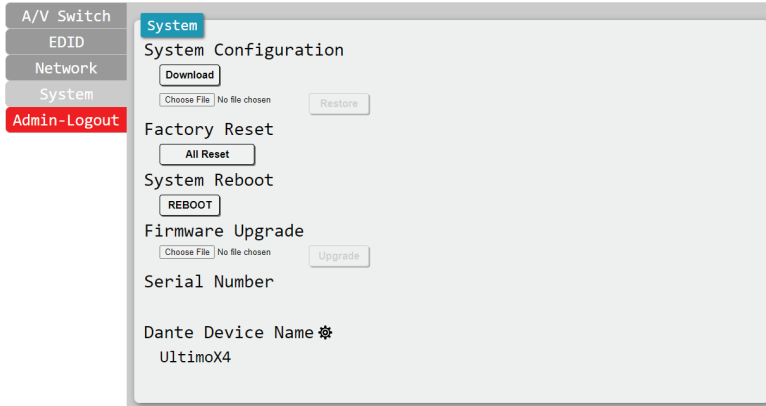 A/V Switch
EDID
Network
System
Admin-Logout
System
System Configuration
Download
Choose File No file chosen Restore
Factory Reset
All Reset
System Reboot
REBOOT
Firmware Upgrade
Choose File No file chosen Upgrade
Serial Number
Dante Device Name
UltimoX4